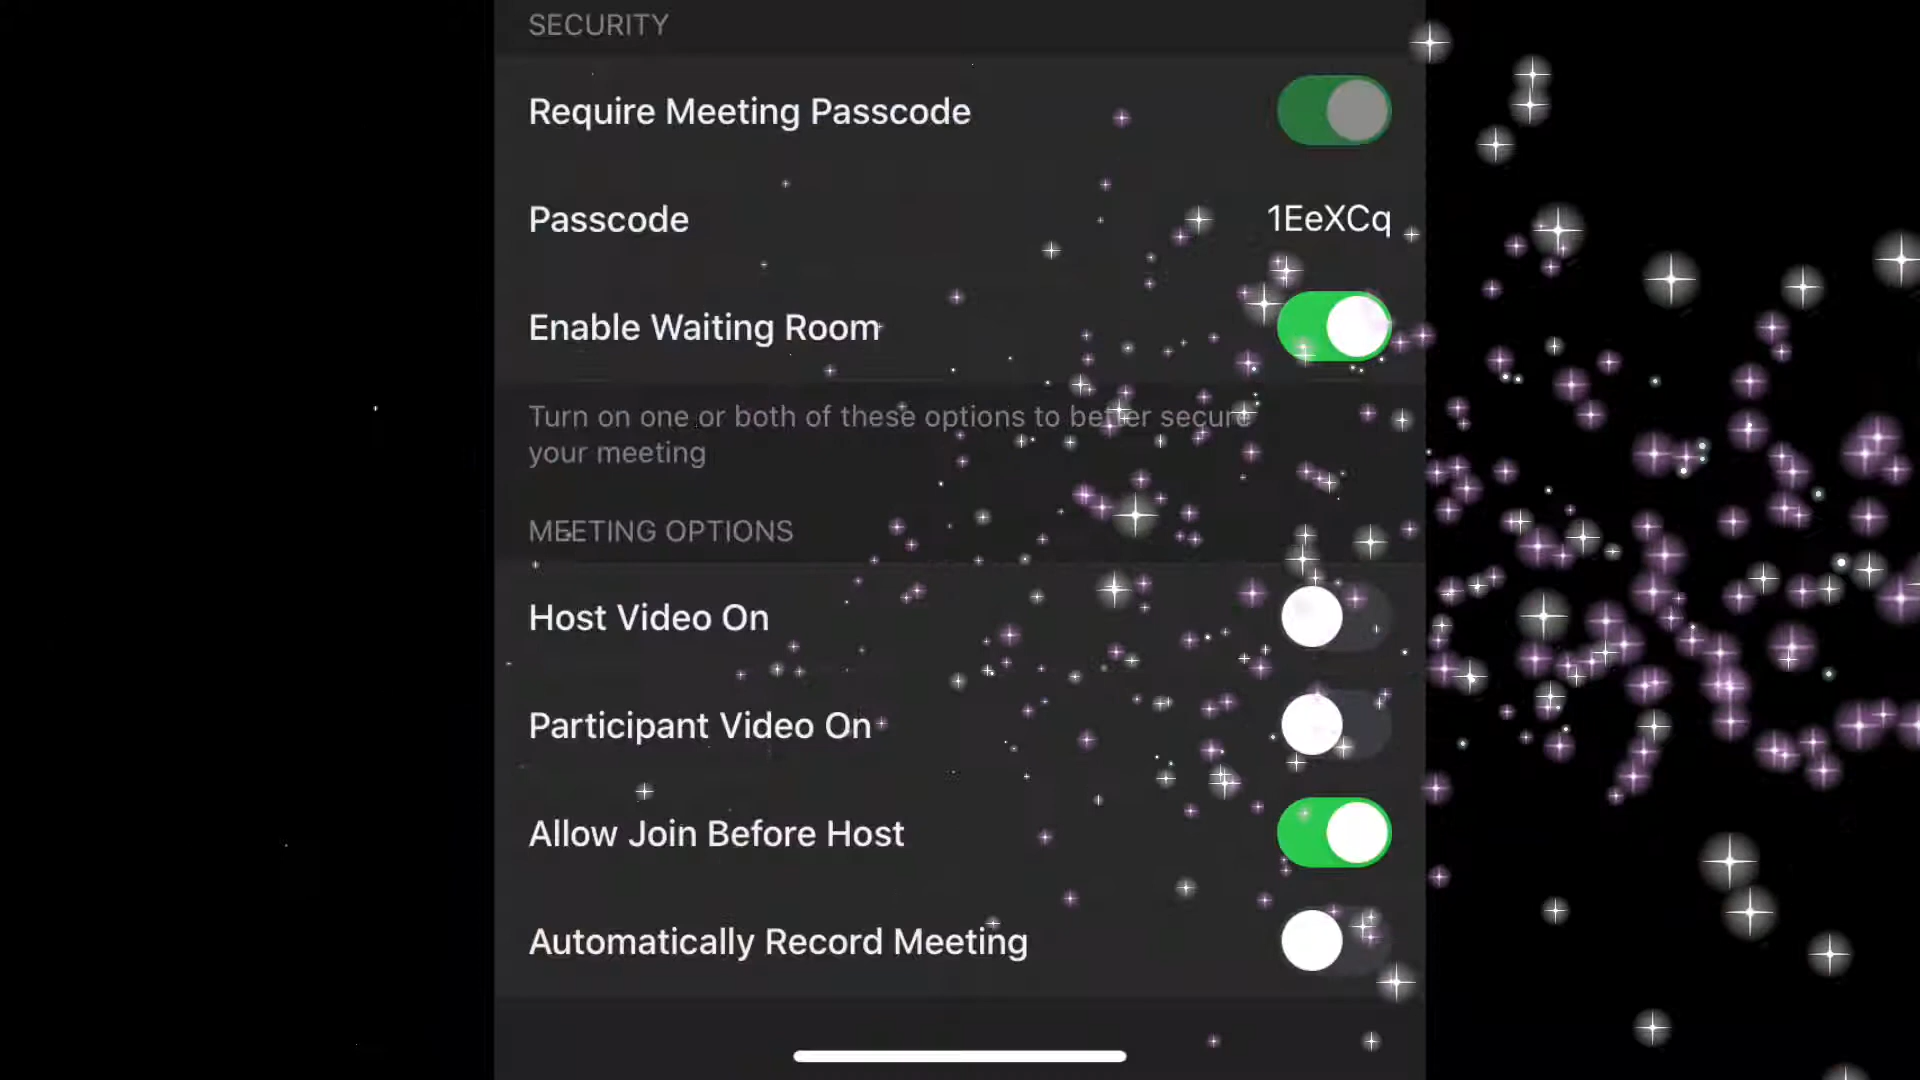 SECURITY
Require Meeting Passcode
Passcode 1EeXCq
Enable Waiting Room
Turn on one or both of these options to better secure
your meeting
MEETING OPTIONS
Host Video On
Participant Video On
Allow Join Before Host
Automatically Record Meeting